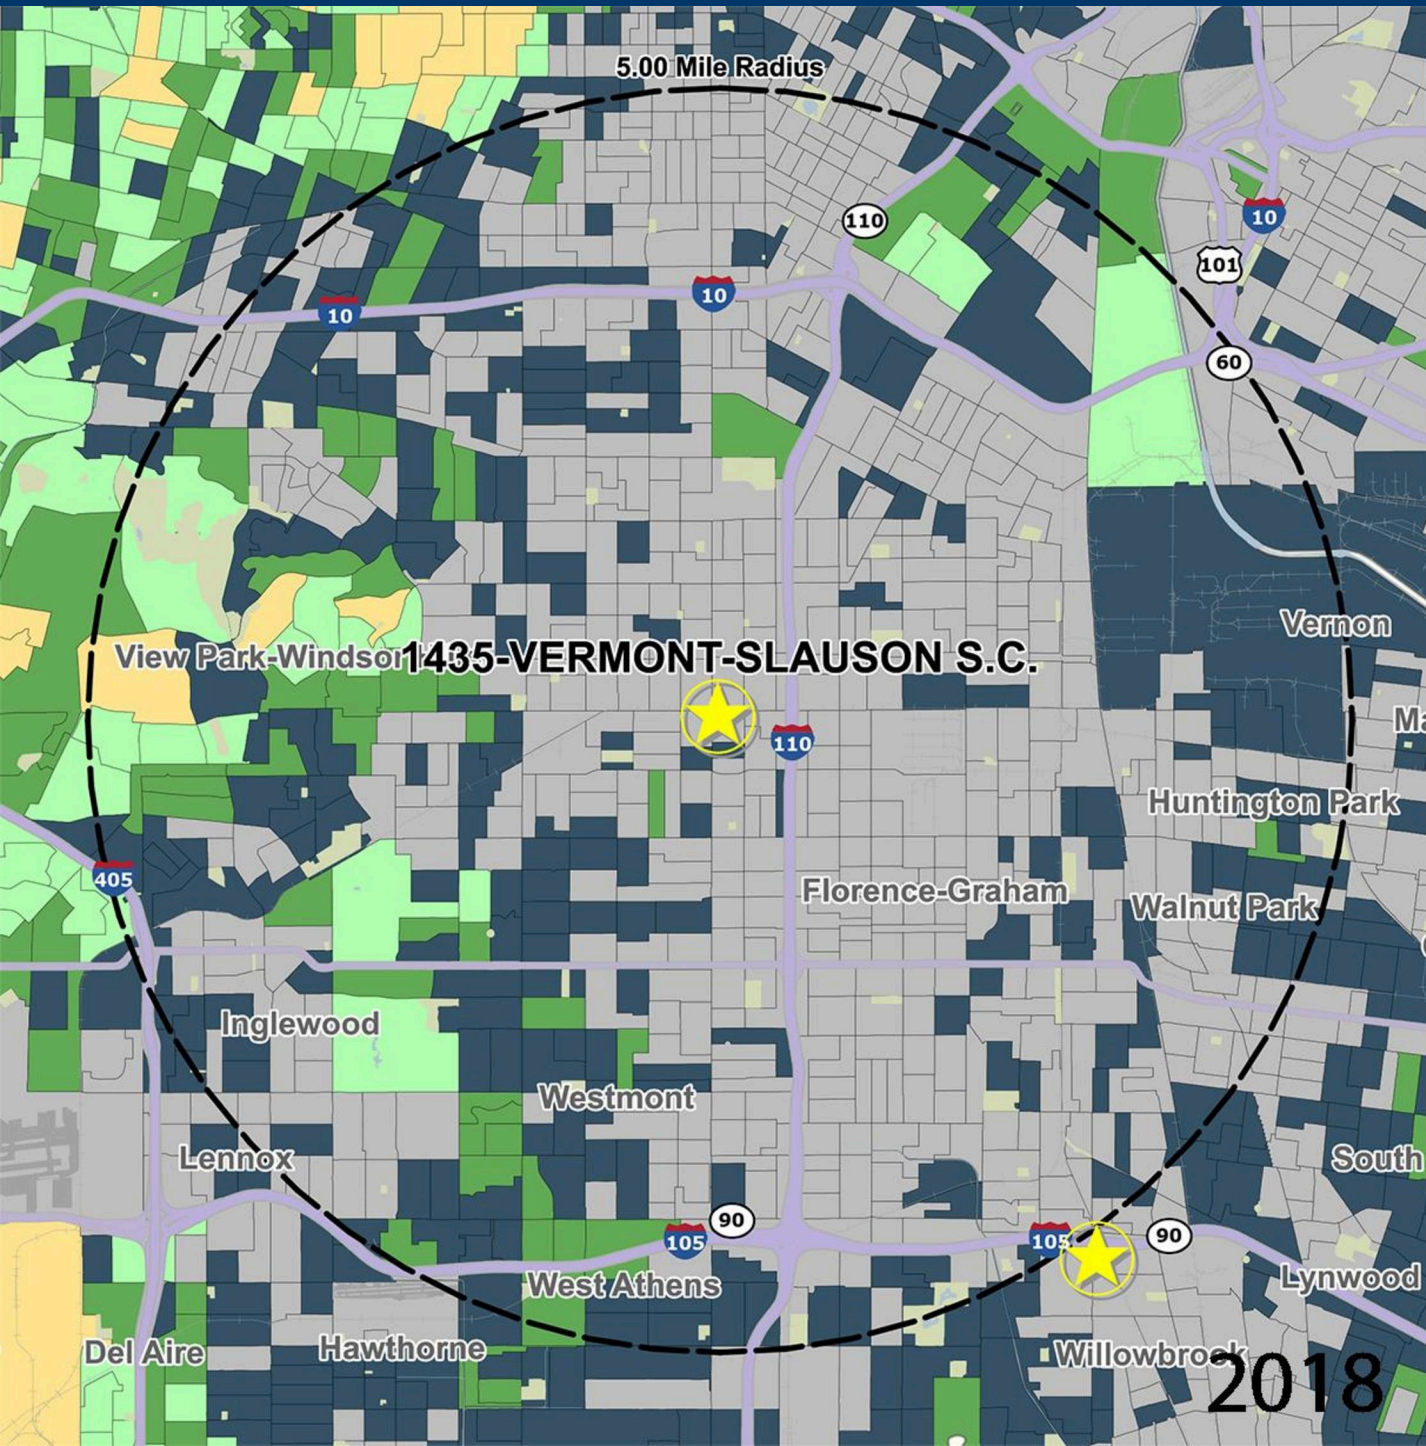 5.00 Mile Radius
110
10
101
10
10
60
Vernon
View Park-Windsor
1435-VERMONT-SLAUSON S.C.
Ma
110
Huntington Park
405
Florence-Graham
Walnut Park
Inglewood
Westmont
Lennox
South
90
105
105
90
West Athens
Lynwood
Del Aire
Hawthorne
Willowbrook
2018